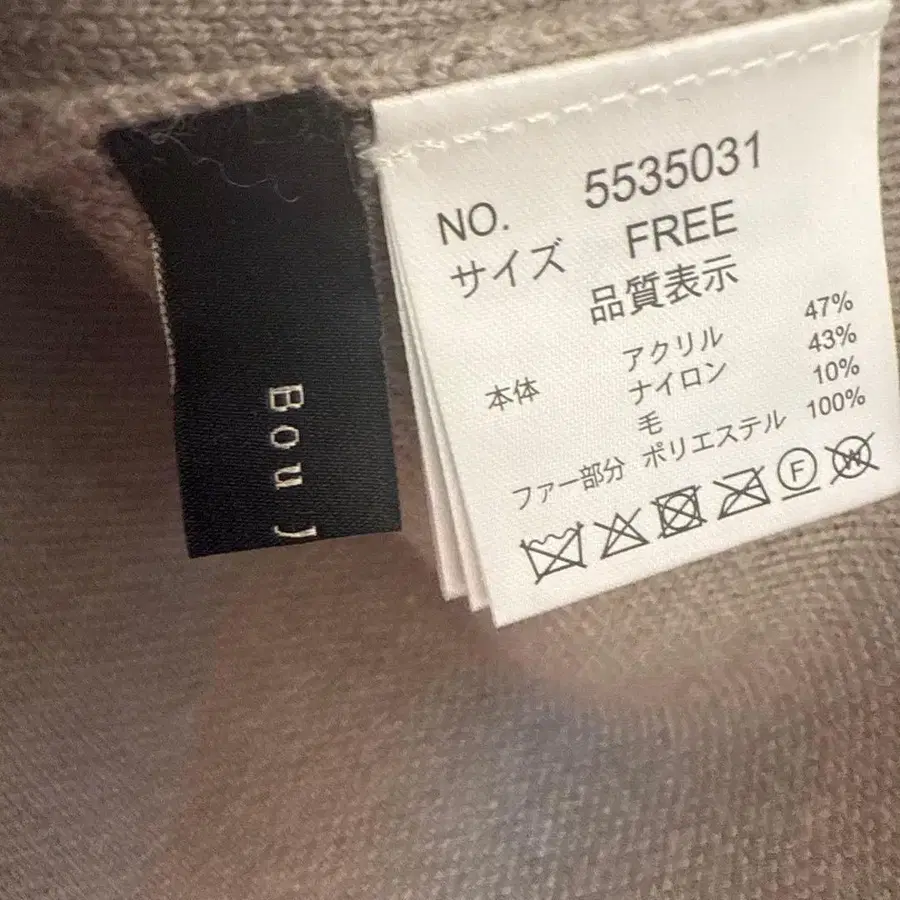 Bou J
NO. 5535031
サイズ FREE
品質表示
本体 アクリル 47%
ナイロン 43%
毛 10%
ファー部分 ポリエステル 100%
F W